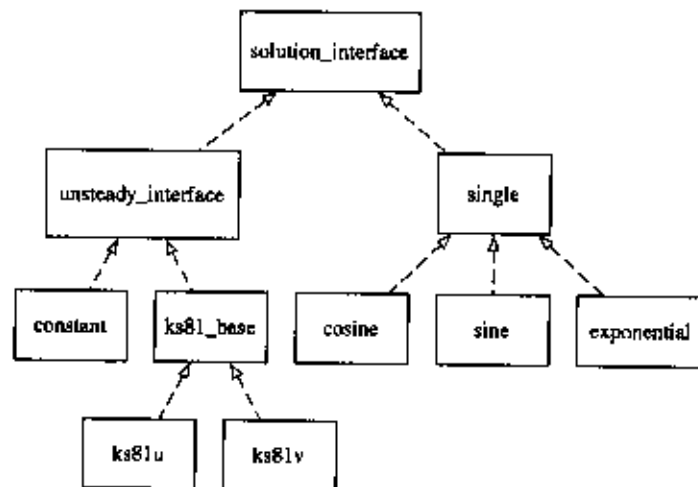 solution_interface
unsteady_interface
single
constant
ks81_base
cosine
sine
exponential
ks81u
ks81v